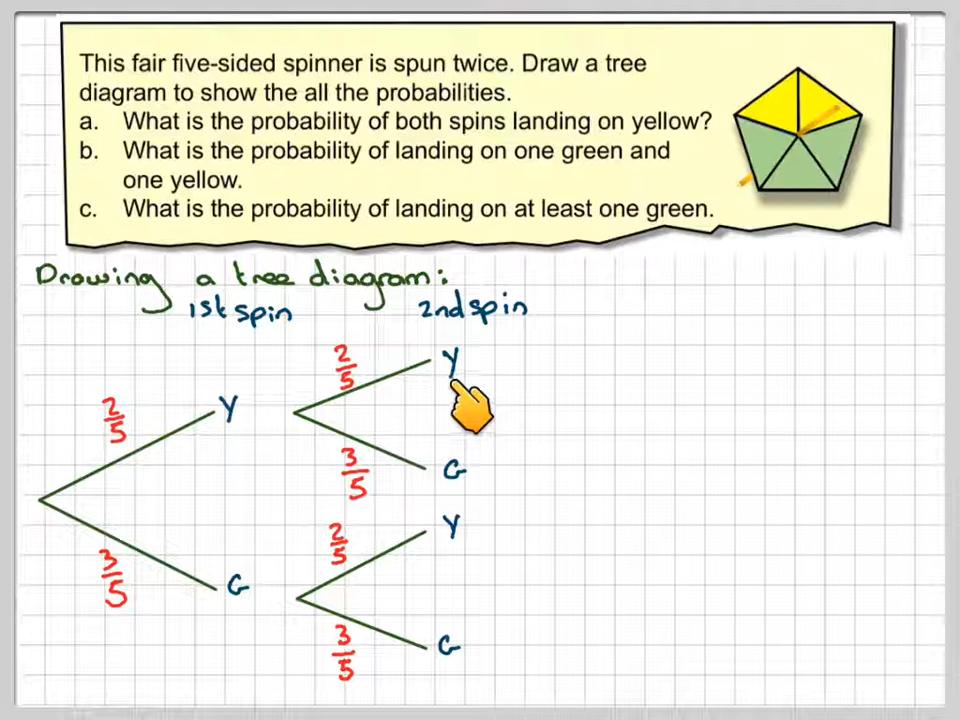 This fair five-sided spinner is spun twice. Draw a tree
diagram to show the all the probabilities.
a. What is the probability of both spins landing on yellow?
b. What is the probability of landing on one green and
one yellow.
c. What is the probability of landing on at least one green.
Drawing a tree diagram:
1st spin 2nd spin
2/5 Y
2/5 Y
3/5 G
3/5 G
2/5 Y
3/5 G